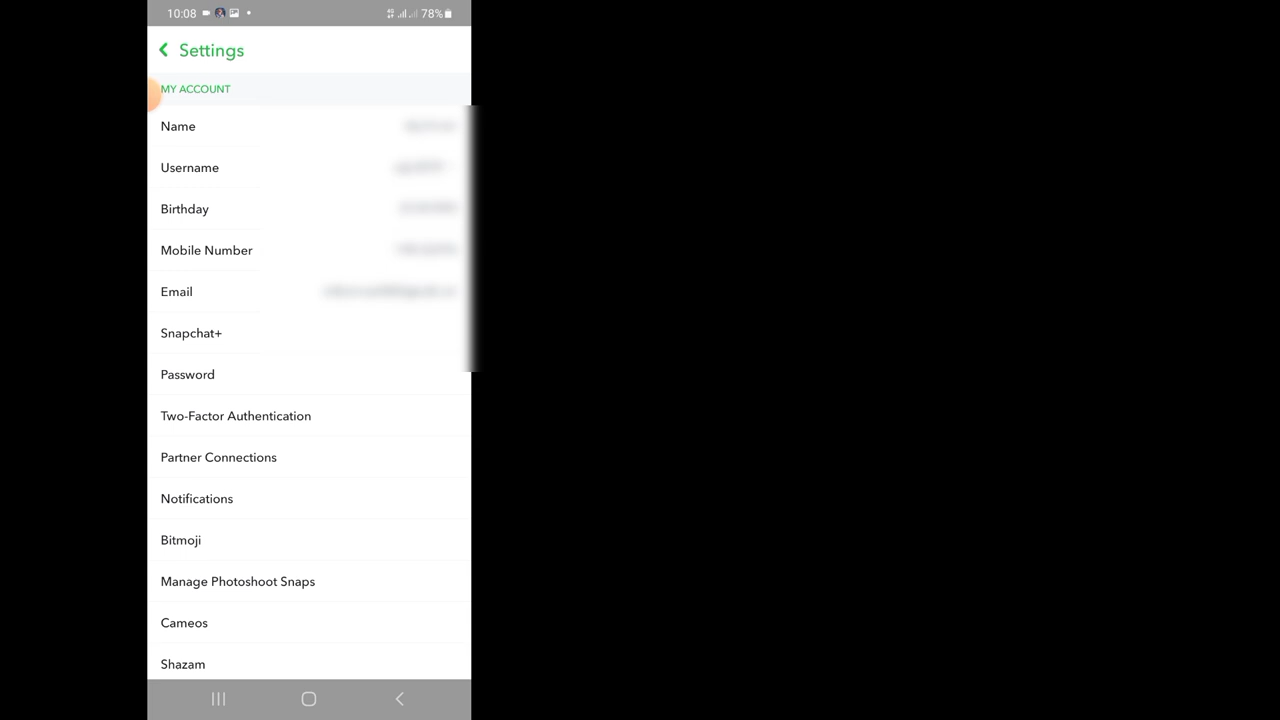 10:08 78%
Settings
MY ACCOUNT
Name
Username
Birthday
Mobile Number
Email
Snapchat+
Password
Two-Factor Authentication
Partner Connections
Notifications
Bitmoji
Manage Photoshoot Snaps
Cameos
Shazam